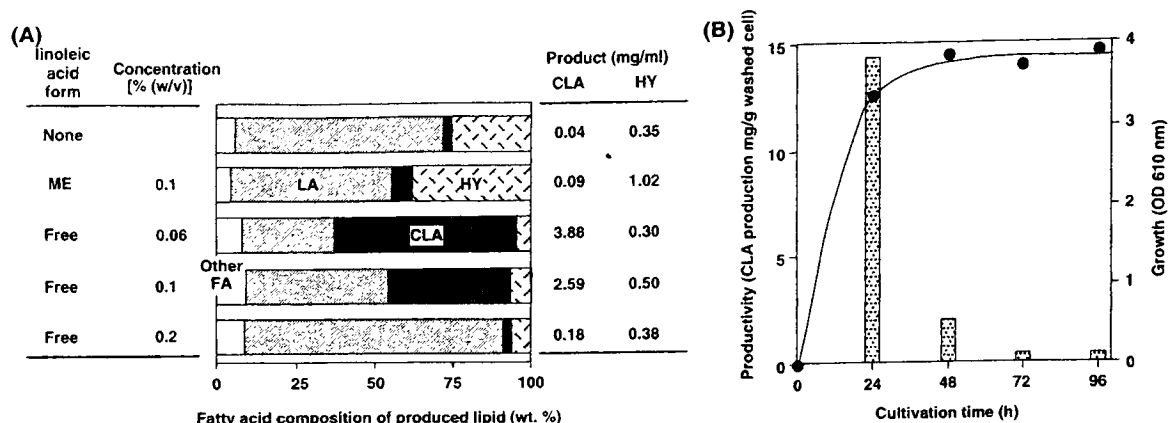 (A)
linoleic
acid
form
Concentration
[% (w/v)]
Product (mg/ml)
CLA HY
None 0.04 0.35
ME 0.1 LA HY 0.09 1.02
Free 0.06 CLA 3.88 0.30
Other
FA
Free 0.1 2.59 0.50
Free 0.2 0.18 0.38
0 25 50 75 100
Fatty acid composition of produced lipid (wt. %)
(B)
Productivity (CLA production mg/g washed cell)
15
10
5
0
0 24 48 72 96
Cultivation time (h)
4
3
2
1
0
Growth (OD 610 nm)